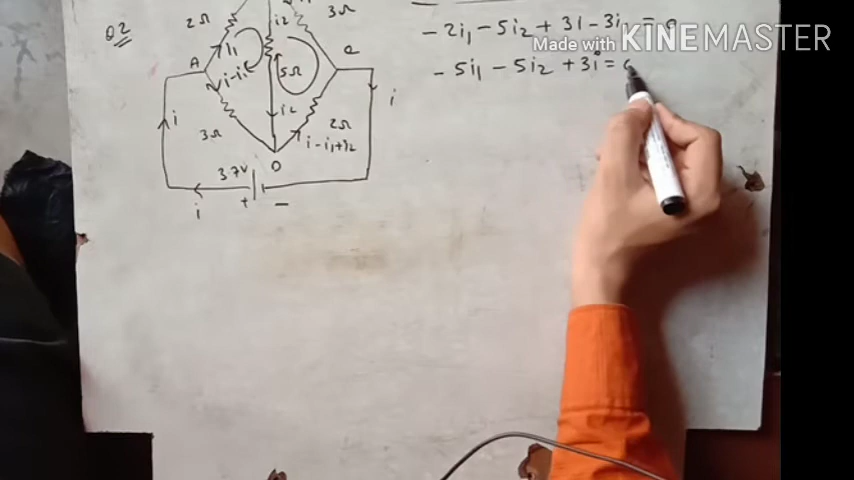 Q2
2Ω
i2
3Ω
A
i1
i-i1
5Ω
C
i
i
i2
3Ω
2Ω
i-i1+i2
D
37V
i
+
-
-2i1 - 5i2 + 3i - 3i1 = 0
-5i1 - 5i2 + 3i =
Made with KINEMASTER